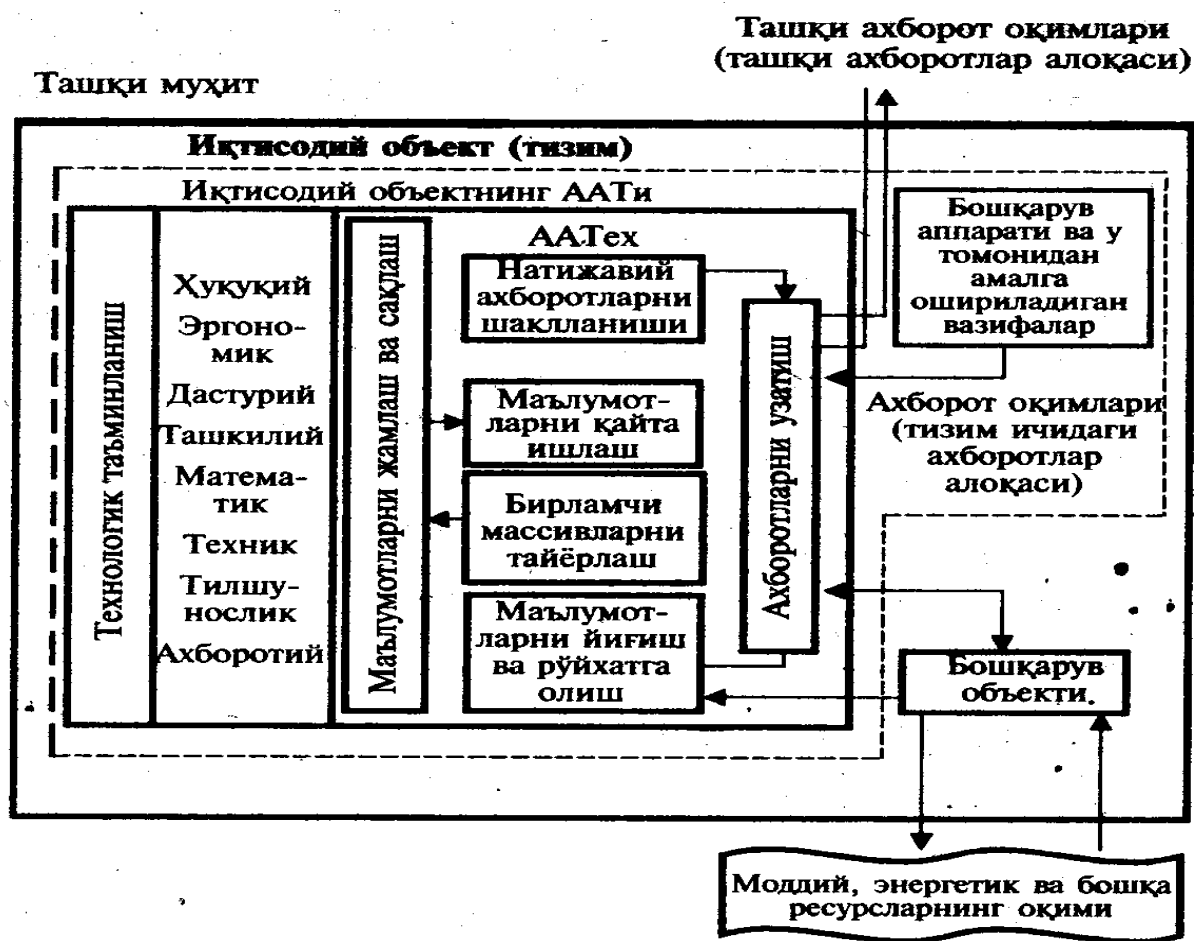 Ташқи ахборот оқимлари
(ташқи ахборотлар алоқаси)
Ташқи муҳит
Иқтисодий объект (тизим)
Иқтисодий объектнинг ААТи
Технологик таъминланиш
Ҳуқуқий
Эргоно-
мик
Дастурий
Ташкилий
Матема-
тик
Техник
Тилшу-
нослик
Ахборотий
Маълумотларни жамлаш ва сақлаш
ААТех
Натижавий
ахборотларни
шаклланиши
Маълумот-
ларни қайта
ишлаш
Бирламчи
массивларни
тайёрлаш
Маълумот-
ларни йиғиш
ва рўйхатга
олиш
Ахборотларни узатиш
Бошқарув
аппарати ва у
томонидан
амалга
ошириладиган
вазифалар
Ахборот оқимлари
(тизим ичидаги
ахборотлар
алоқаси)
Бошқарув
объекти.
Моддий, энергетик ва бошқа
ресурсларнинг оқими